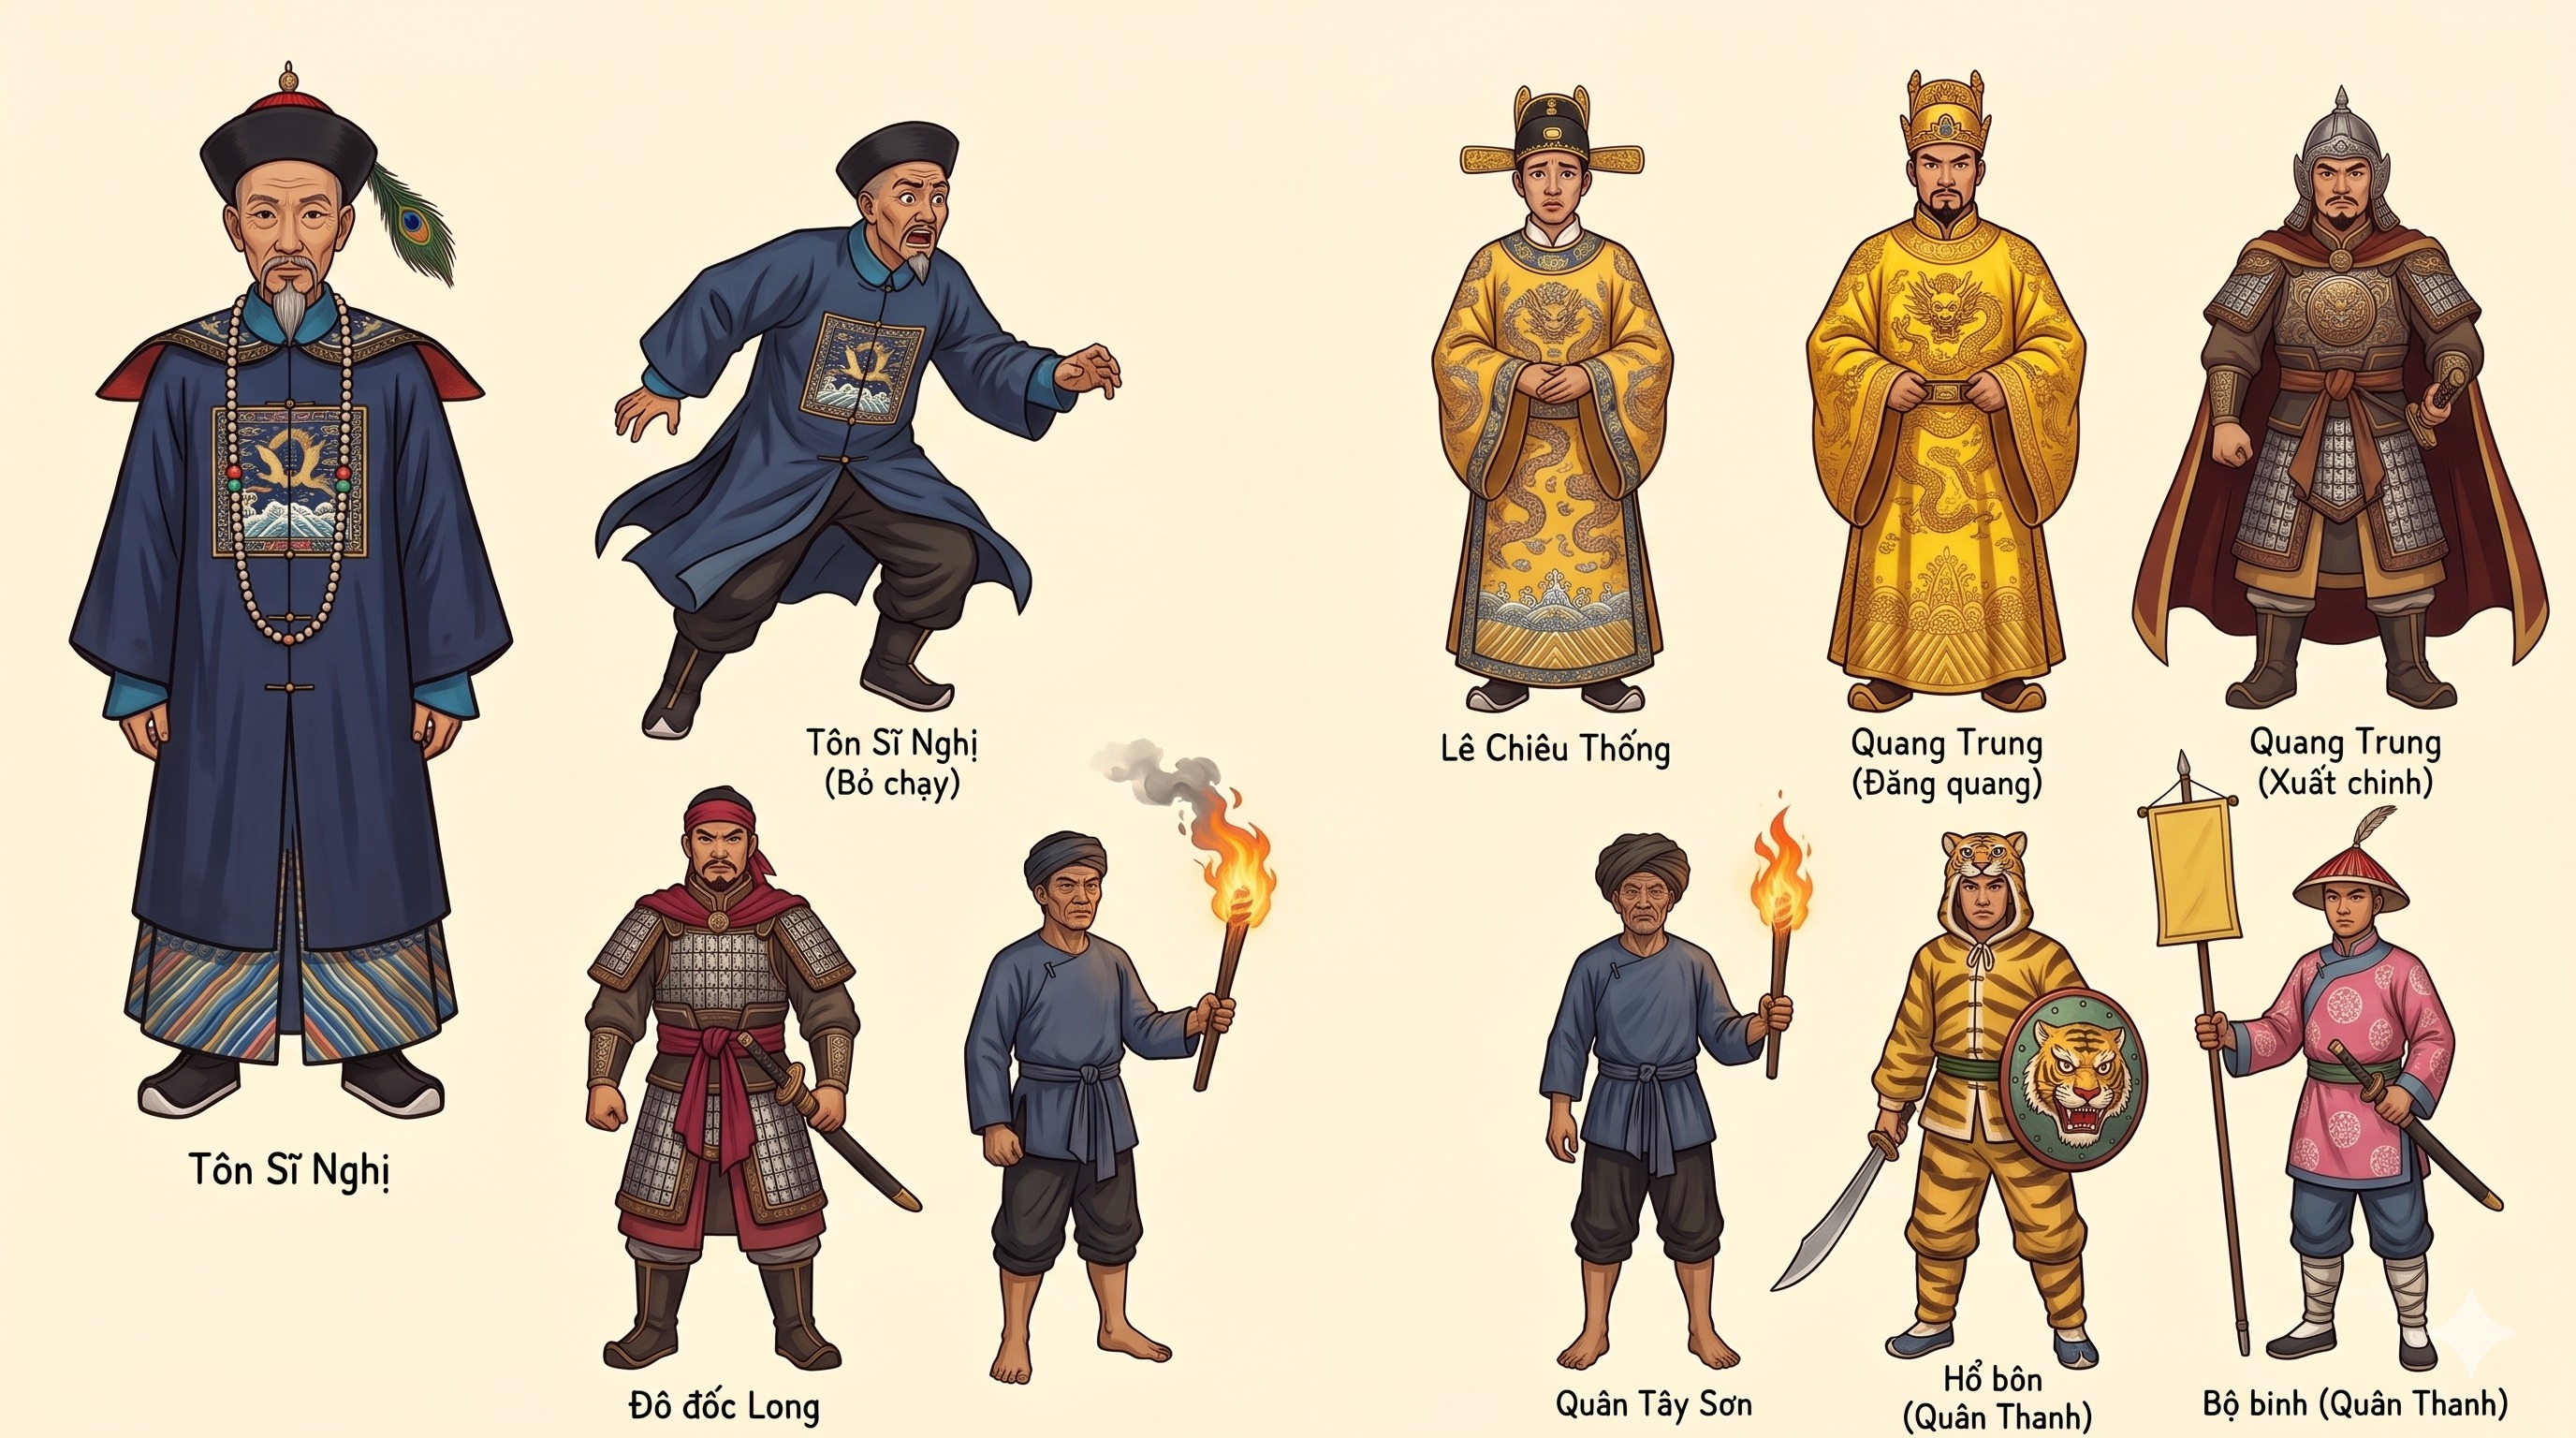 Tôn Sĩ Nghị
Tôn Sĩ Nghị
(Bỏ chạy)
Lê Chiêu Thống
Quang Trung
(Đăng quang)
Quang Trung
(Xuất chinh)
Đô đốc Long
Quân Tây Sơn
Hổ bôn
(Quân Thanh)
Bộ binh (Quân Thanh)